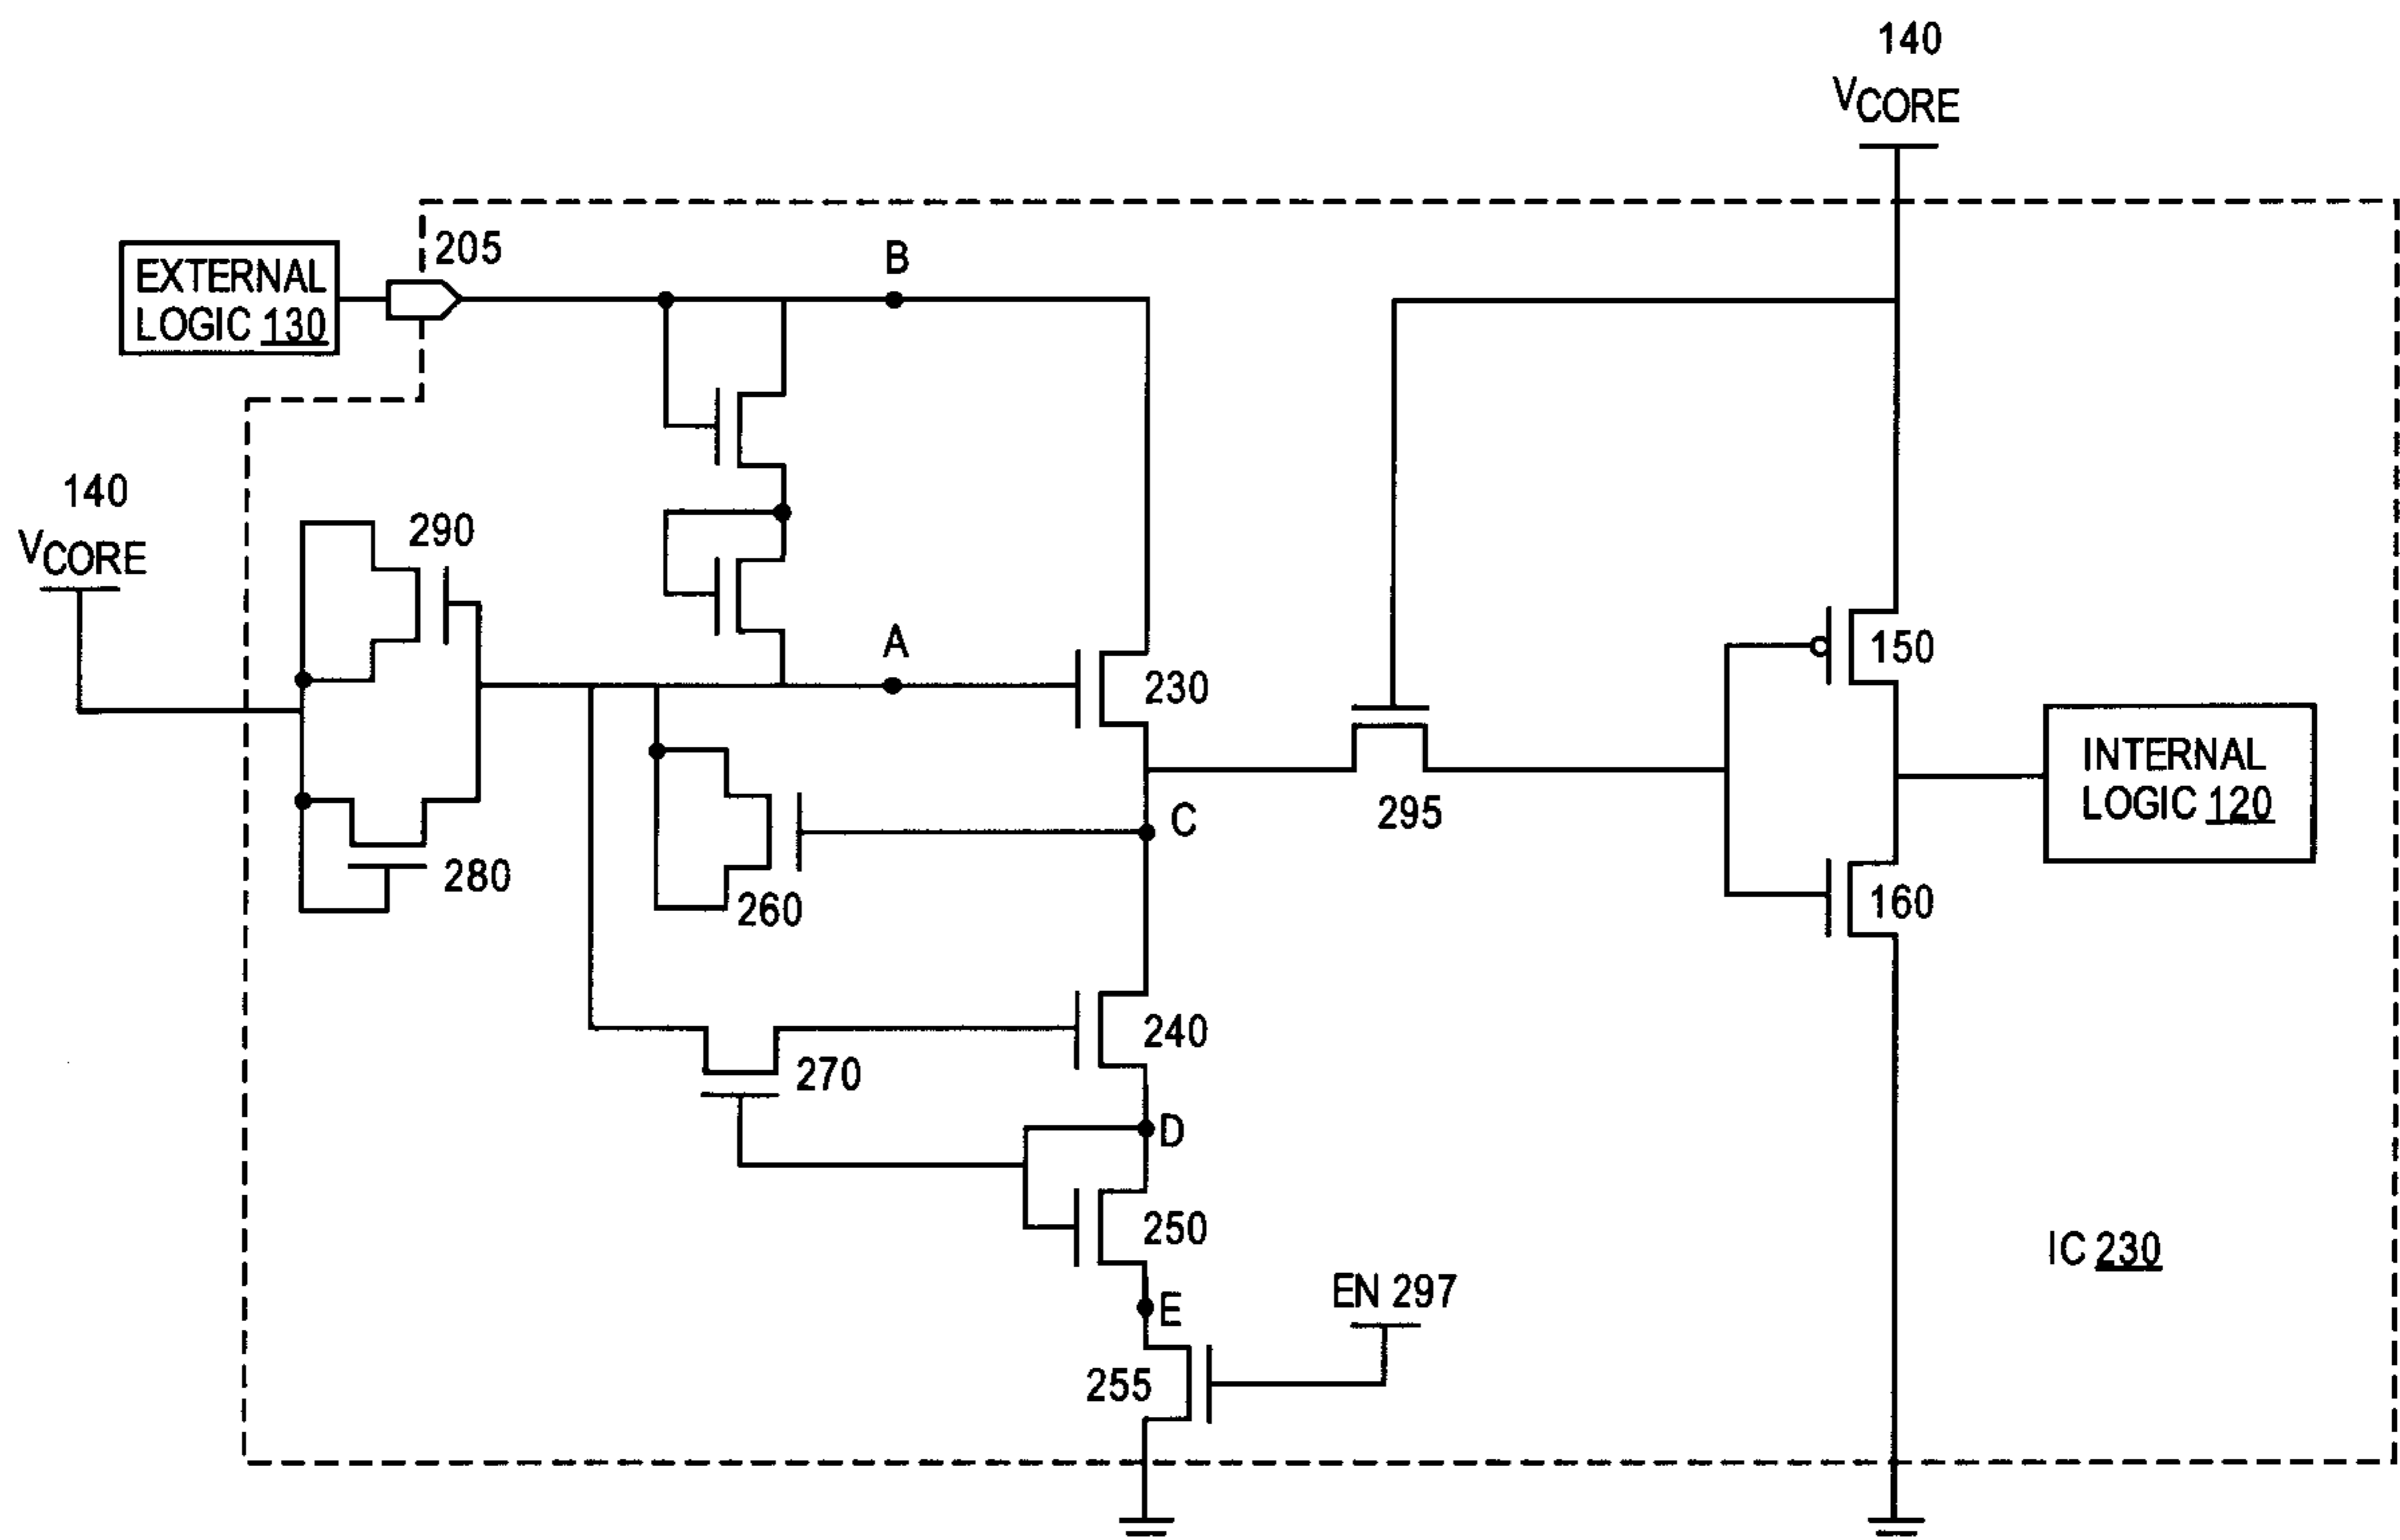 140
VCORE
205
B
EXTERNAL
LOGIC 130
140
VCORE
290
A
230
150
INTERNAL
LOGIC 120
295
C
280
260
160
240
270
D
250
IC 230
EN 297
E
255